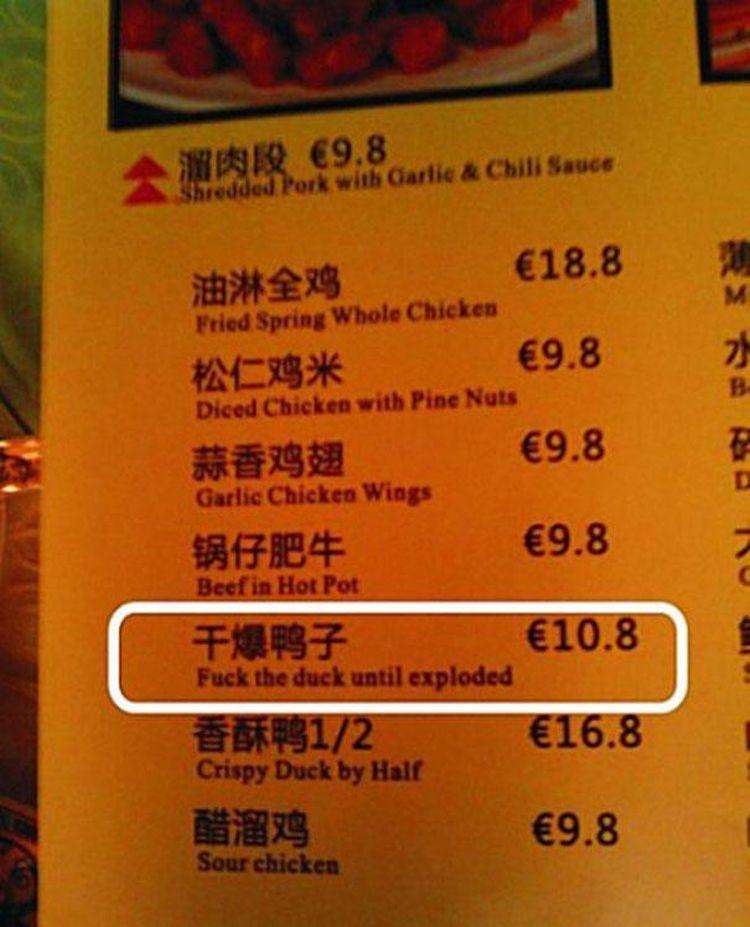 溜肉段 €9.8
Shredded Pork with Garlic & Chili Sauce
油淋全鸡 €18.8
Fried Spring Whole Chicken
松仁鸡米 €9.8
Diced Chicken with Pine Nuts
蒜香鸡翅 €9.8
Garlic Chicken Wings
锅仔肥牛 €9.8
Beef in Hot Pot
干爆鸭子 €10.8
Fuck the duck until exploded
香酥鸭1/2 €16.8
Crispy Duck by Half
醋溜鸡 €9.8
Sour chicken
薄
M
水
B
D